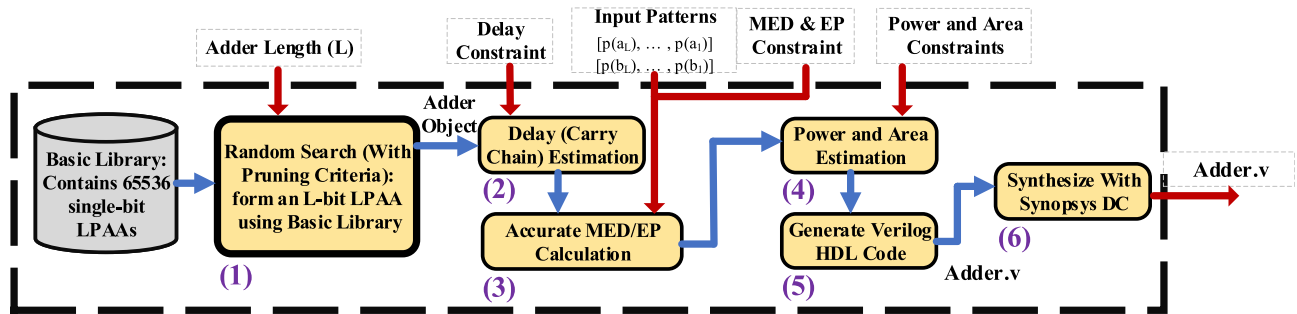 Adder Length (L)
Delay
Constraint
Input Patterns
[p(aL), … , p(a1)]
[p(bL), … , p(b1)]
MED & EP
Constraint
Power and Area
Constraints
Basic Library:
Contains 65536
single-bit
LPAAs
Random Search (With
Pruning Criteria):
form an L-bit LPAA
using Basic Library
(1)
Adder
Object
Delay (Carry
Chain) Estimation
(2)
Accurate MED/EP
Calculation
(3)
Power and Area
Estimation
(4)
Generate Verilog
HDL Code
(5)
Adder.v
Synthesize With
Synopsys DC
(6)
Adder.v